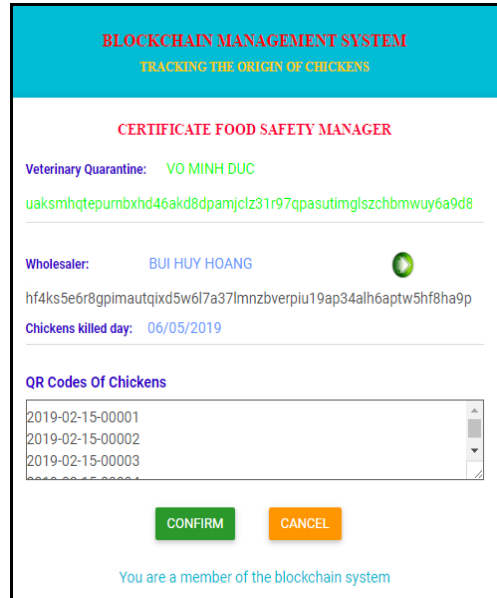 BLOCKCHAIN MANAGEMENT SYSTEM
TRACKING THE ORIGIN OF CHICKENS
CERTIFICATE FOOD SAFETY MANAGER
Veterinary Quarantine: VO MINH DUC
uaksmhqtepurnbxhd46akd8dpamjclz31r97qpasutimglszchbmwuy6a9d8
Wholesaler: BUI HUY HOANG
hf4ks5e6r8gpimautqixd5w6l7a37lmnzbverpiu19ap34alh6aptw5hf8ha9p
Chickens killed day: 06/05/2019
QR Codes Of Chickens
2019-02-15-00001
2019-02-15-00002
2019-02-15-00003
CONFIRM CANCEL
You are a member of the blockchain system